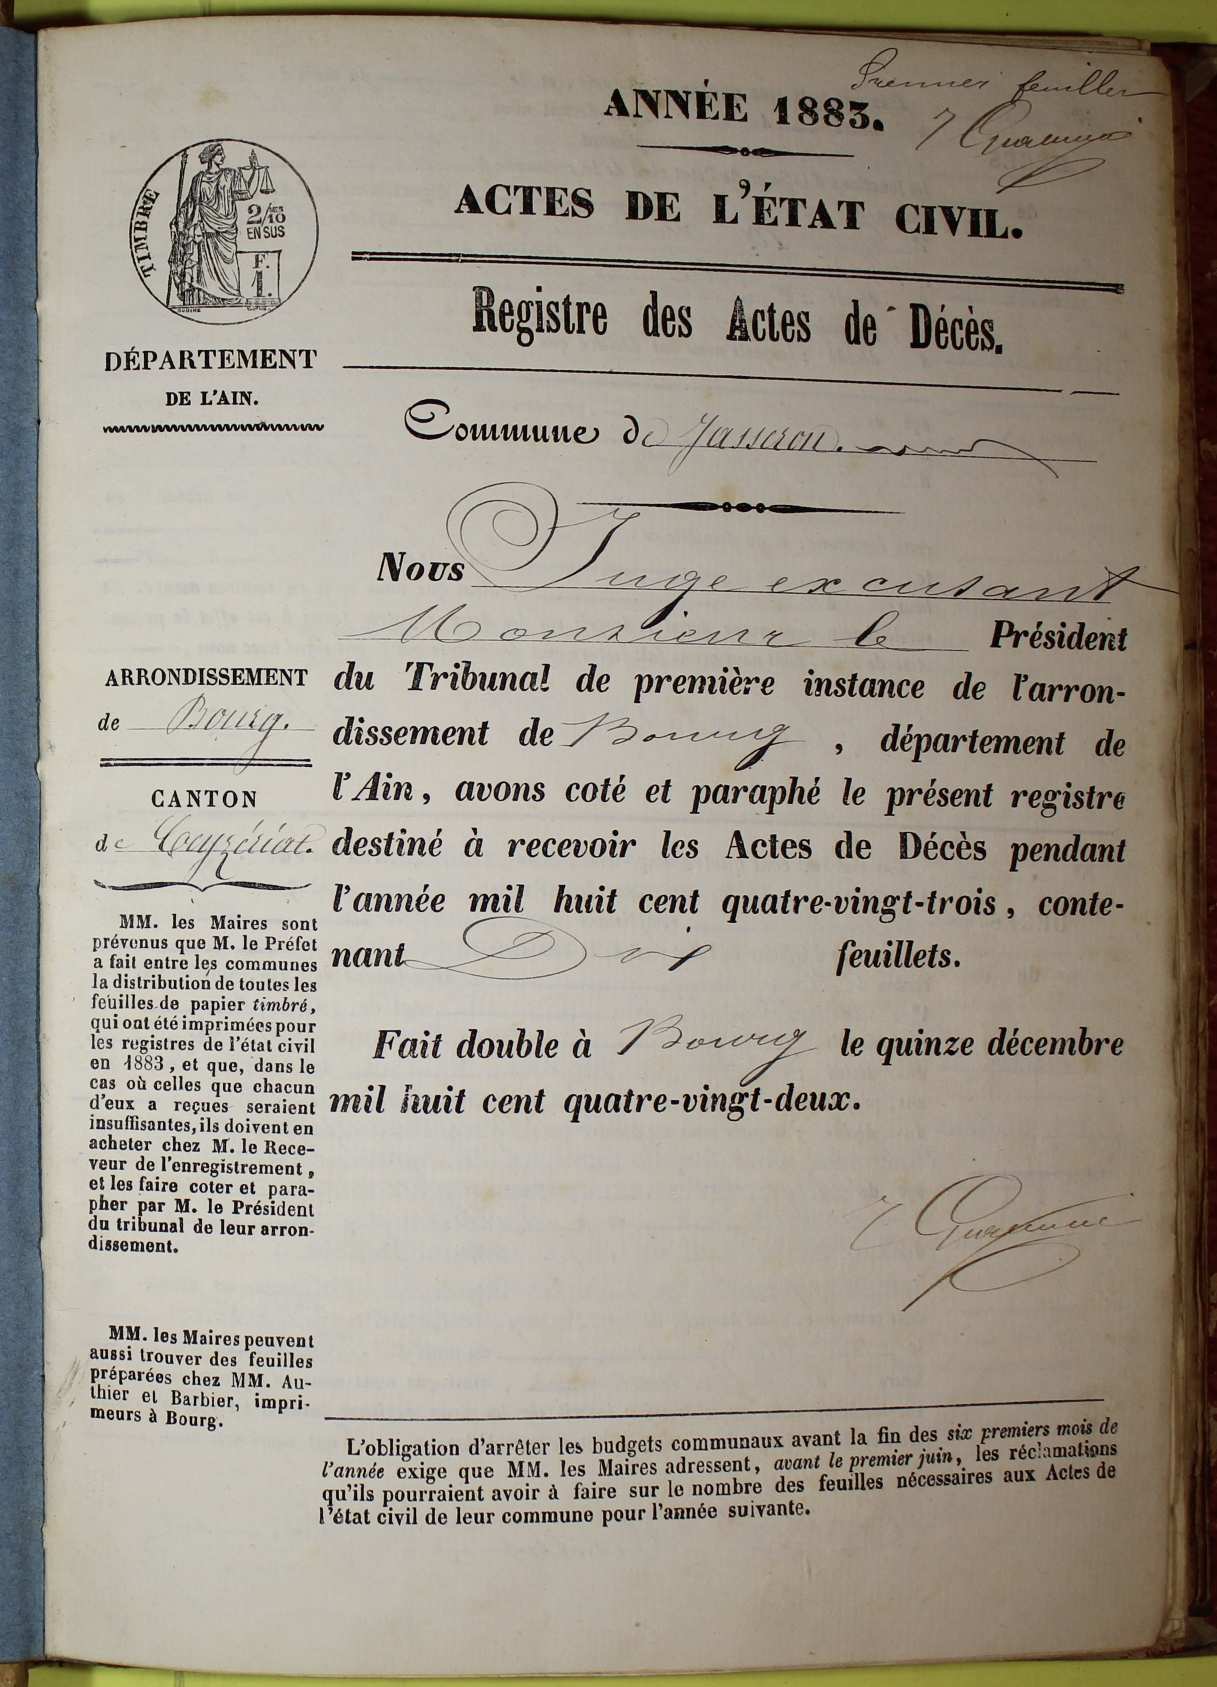 Premier feuillet
ANNÉE 1883.
ACTES DE L'ÉTAT CIVIL.
TIMBRE
2/10 MES
EN SUS
F.
1.
Registre des Actes de Décès.
DÉPARTEMENT
DE L'AIN.
Commune de Jasseron.
Nous Juge excusant
Monsieur le Président
du Tribunal de première instance de l'arron-
dissement de Bourg, département de
l'Ain, avons coté et paraphé le présent registre
destiné à recevoir les Actes de Décès pendant
l'année mil huit cent quatre-vingt-trois, conte-
nant Dix feuillets.
Fait double à Bourg le quinze décembre
mil huit cent quatre-vingt-deux.
ARRONDISSEMENT
de Bourg.
CANTON
de Ceyzériat.
MM. les Maires sont
prévenus que M. le Préfet
a fait entre les communes
la distribution de toutes les
feuilles de papier timbré,
qui ont été imprimées pour
les registres de l'état civil
en 1883, et que, dans le
cas où celles que chacun
d'eux a reçues seraient
insuffisantes, ils doivent en
acheter chez M. le Rece-
veur de l'enregistrement,
et les faire coter et para-
pher par M. le Président
du tribunal de leur arron-
dissement.
MM. les Maires peuvent
aussi trouver des feuilles
préparées chez MM. Au-
thier et Barbier, impri-
meurs à Bourg.
L'obligation d'arrêter les budgets communaux avant la fin des six premiers mois de
l'année exige que MM. les Maires adressent, avant le premier juin, les réclamations
qu'ils pourraient avoir à faire sur le nombre des feuilles nécessaires aux Actes de
l'état civil de leur commune pour l'année suivante.